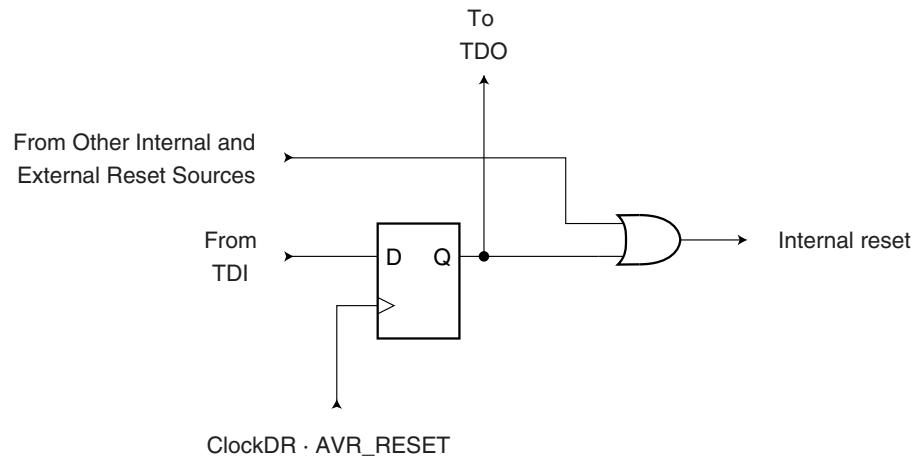 To
TDO
From Other Internal and
External Reset Sources
From
TDI
D Q
Internal reset
ClockDR · AVR_RESET